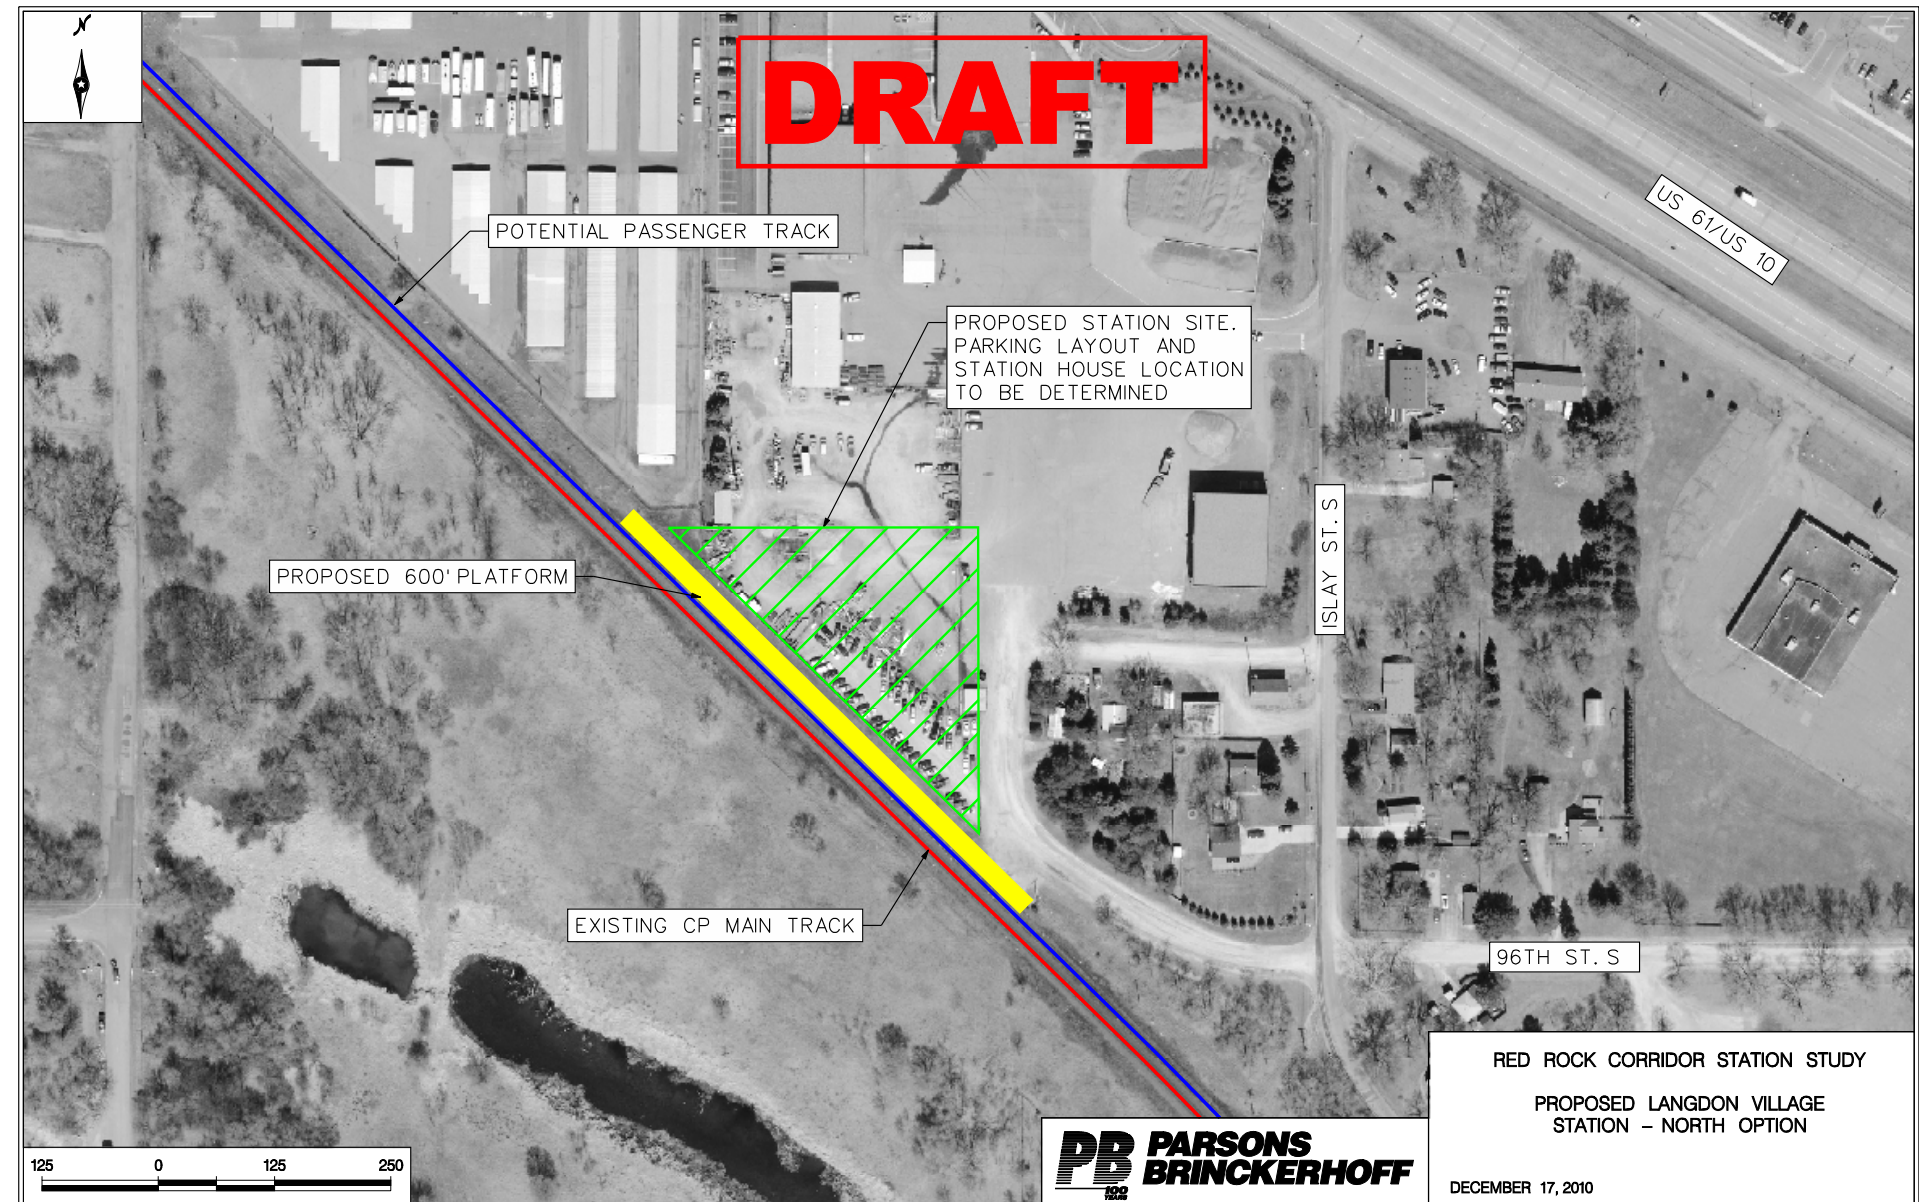 N
DRAFT
POTENTIAL PASSENGER TRACK
US 61/US 10
PROPOSED STATION SITE.
PARKING LAYOUT AND
STATION HOUSE LOCATION
TO BE DETERMINED
PROPOSED 600' PLATFORM
ISLAY ST. S
EXISTING CP MAIN TRACK
96TH ST. S
RED ROCK CORRIDOR STATION STUDY
PROPOSED LANGDON VILLAGE
STATION – NORTH OPTION
DECEMBER 17, 2010
PB
100
YEARS
PARSONS
BRINCKERHOFF
125 0 125 250